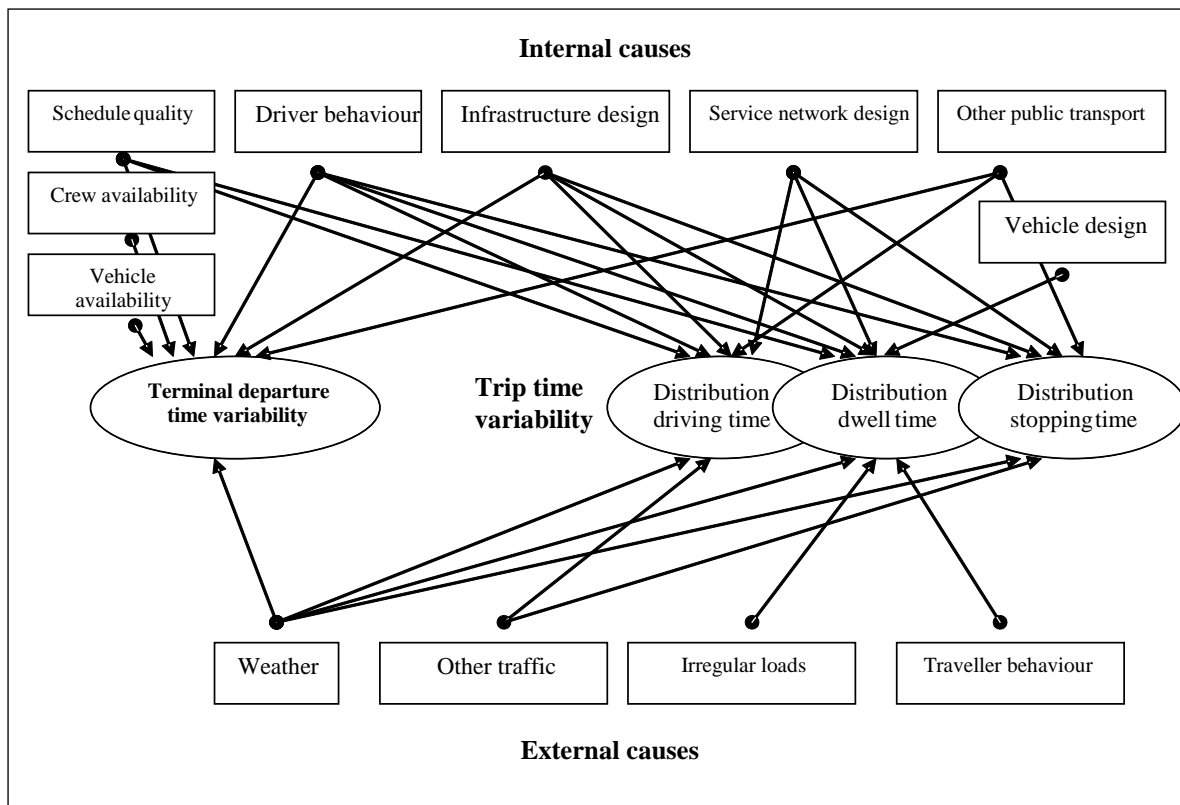 Internal causes
Schedule quality
Driver behaviour
Infrastructure design
Service network design
Other public transport
Crew availability
Vehicle design
Vehicle
availability
Terminal departure
time variability
Trip time
variability
Distribution
driving time
Distribution
dwell time
Distribution
stopping time
Weather
Other traffic
Irregular loads
Traveller behaviour
External causes